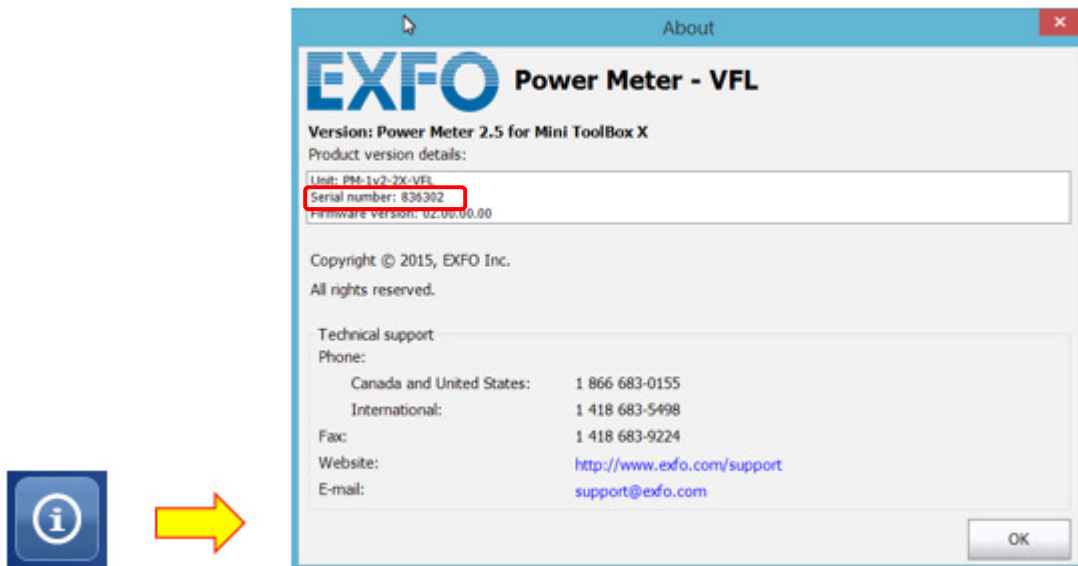 About
EXFO Power Meter - VFL
Version: Power Meter 2.5 for Mini ToolBox X
Product version details:
Unit: PM-1v2-2X-VFL
Serial number: 836302
Firmware version: 02.00.00.00
Copyright © 2015, EXFO Inc.
All rights reserved.
Technical support
Phone:
Canada and United States: 1 866 683-0155
International: 1 418 683-5498
Fax: 1 418 683-9224
Website: http://www.exfo.com/support
E-mail: support@exfo.com
OK